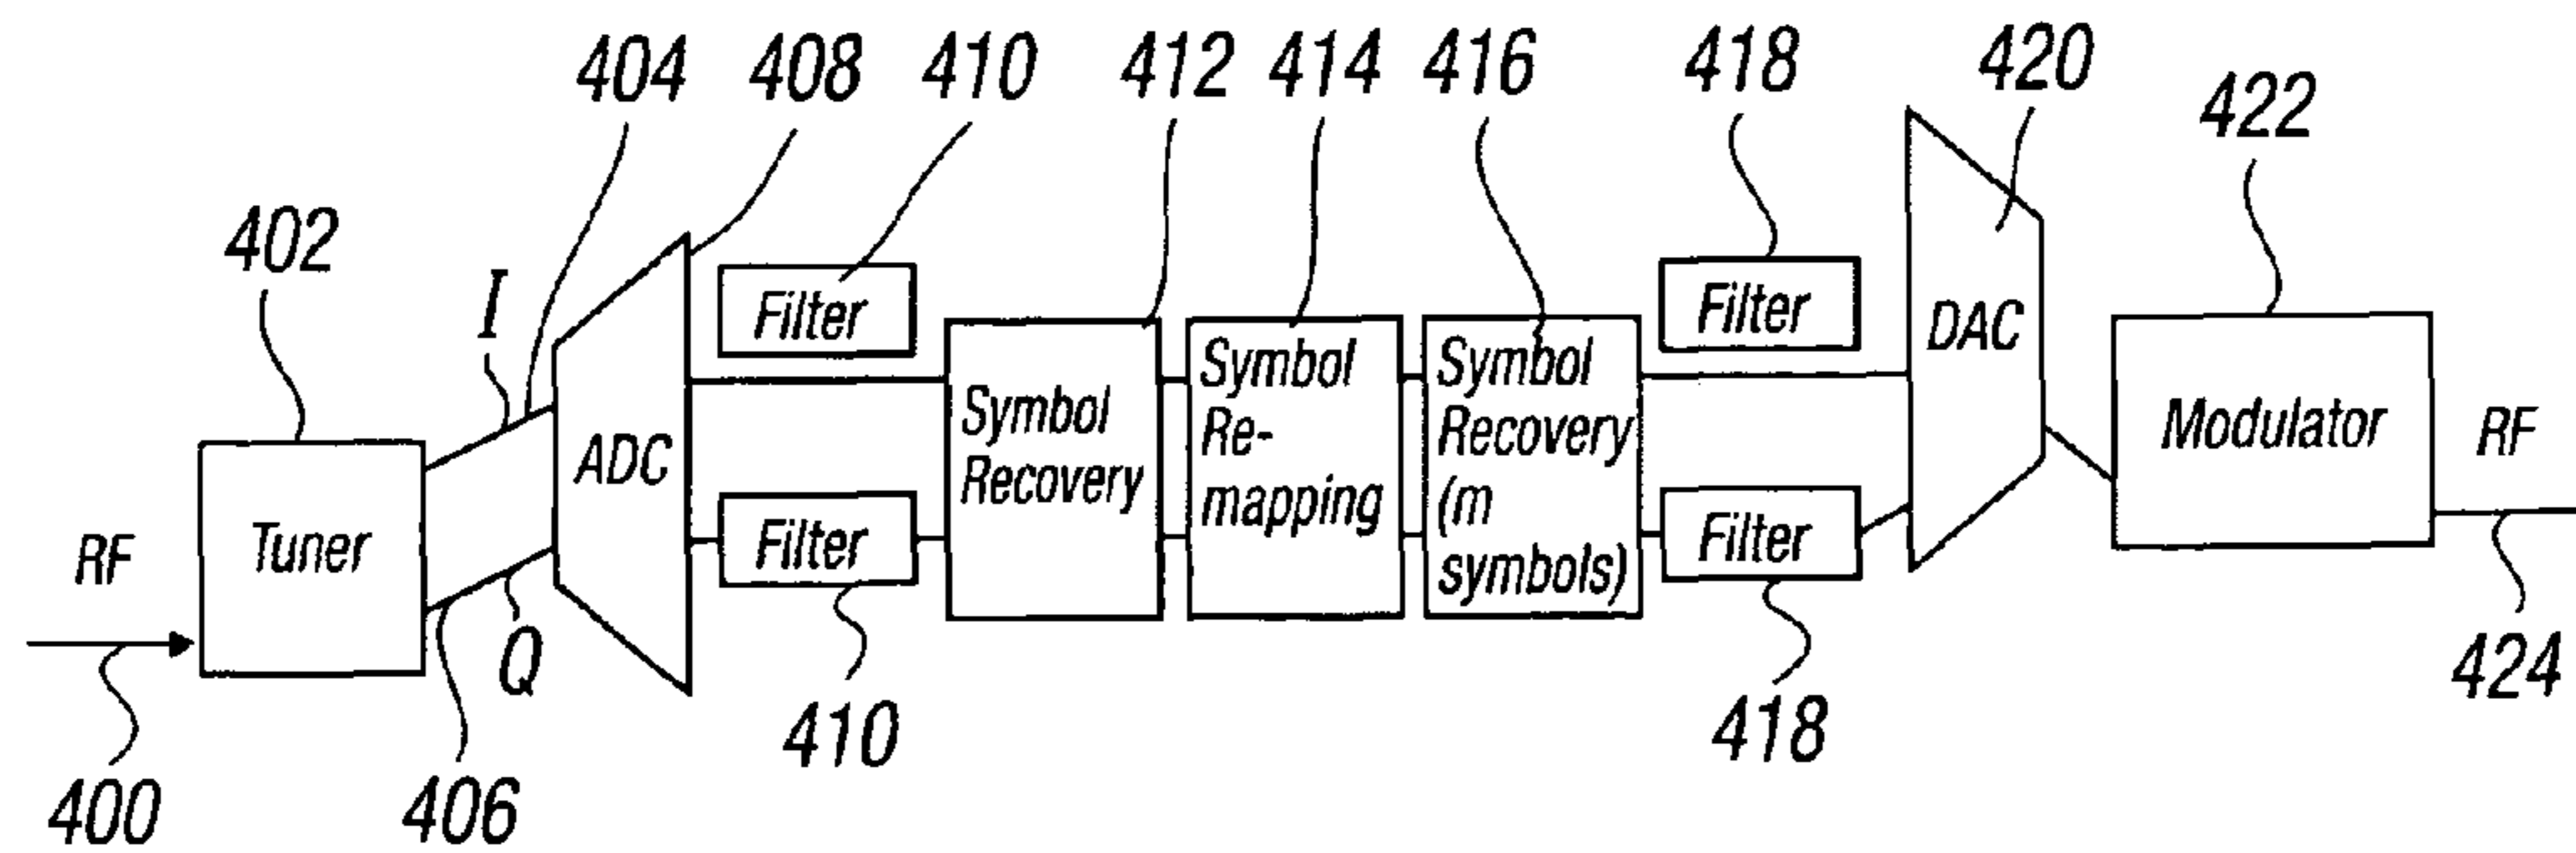 404
408
410
412
414
416
418
420
422
402
I
Filter
Filter
DAC
Symbol
Recovery
Symbol
Re-
mapping
Symbol
Recovery
(m
symbols)
ADC
Modulator
RF
RF
Tuner
Filter
Filter
Q
400
406
410
418
424